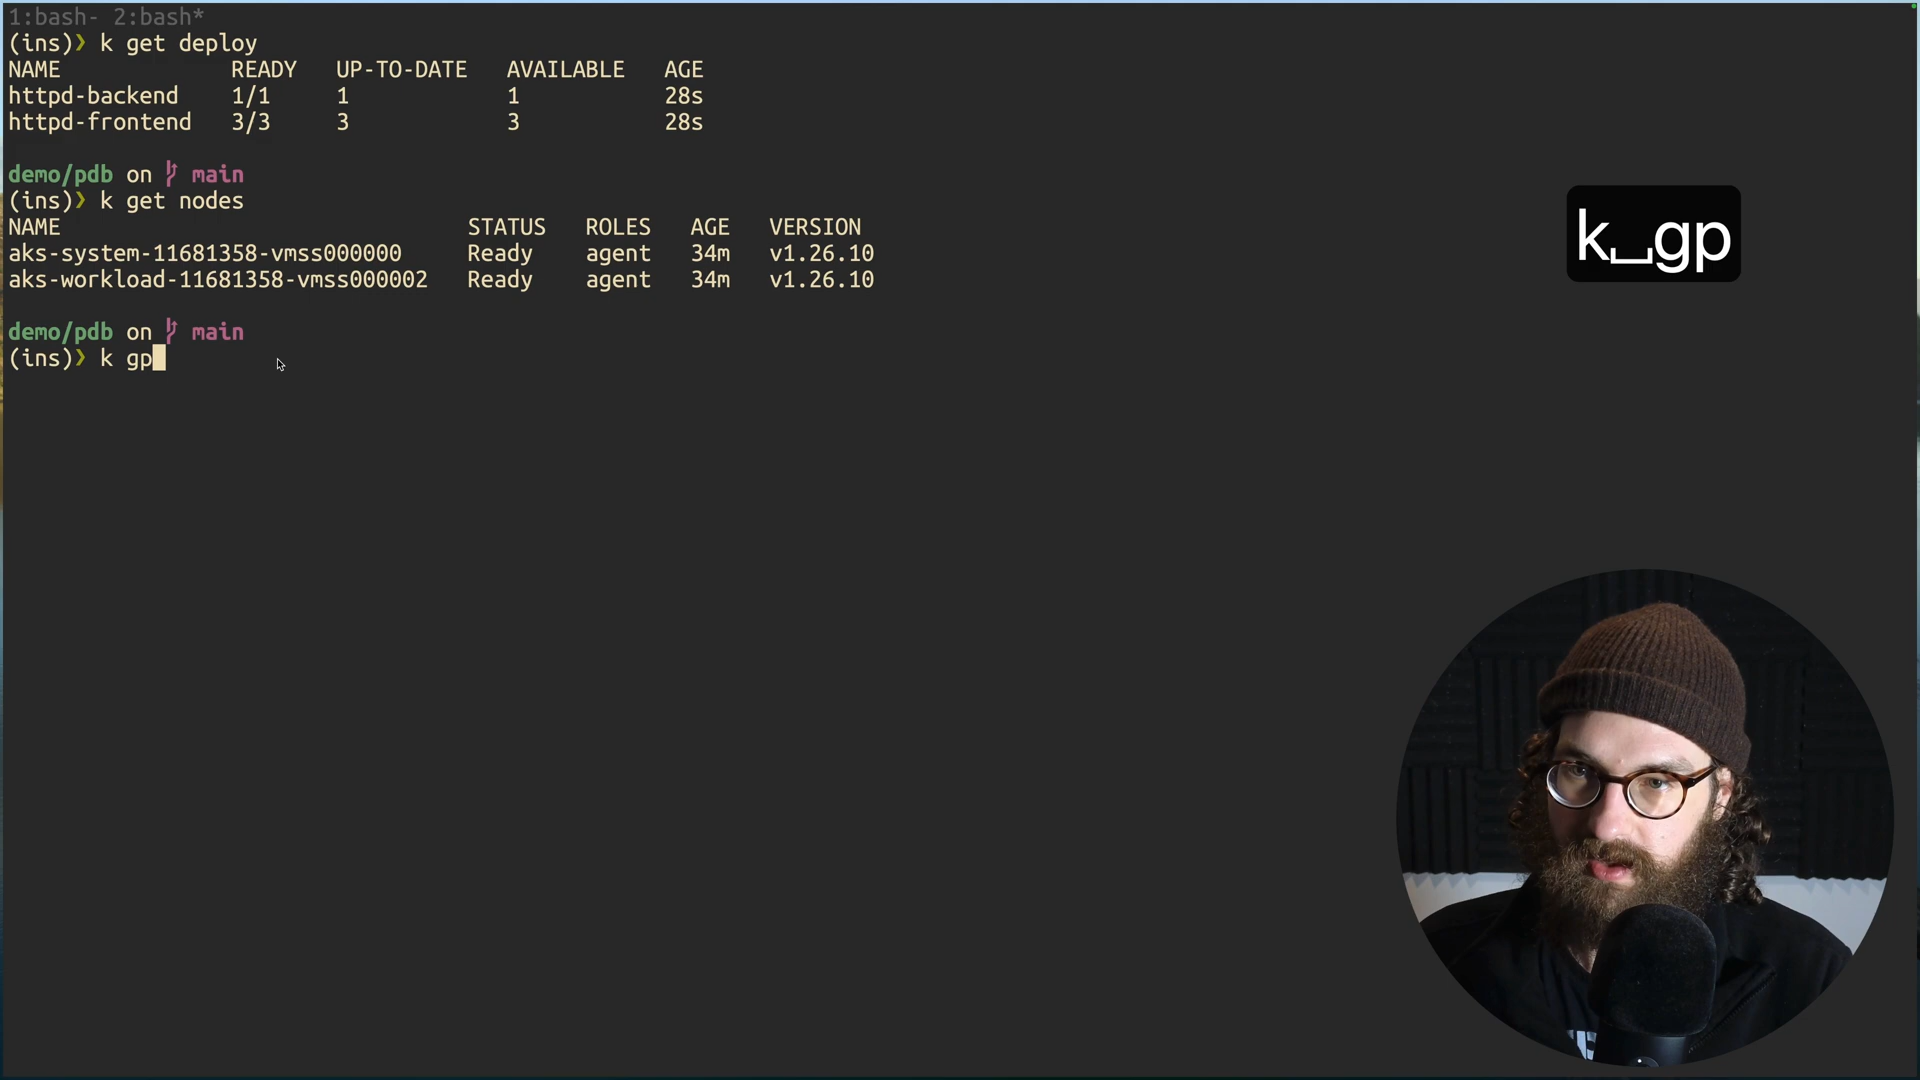 1:bash- 2:bash*
(ins)❯ k get deploy
NAME READY UP-TO-DATE AVAILABLE AGE
httpd-backend 1/1 1 1 28s
httpd-frontend 3/3 3 3 28s
demo/pdb on main
(ins)❯ k get nodes
NAME STATUS ROLES AGE VERSION
aks-system-11681358-vmss000000 Ready agent 34m v1.26.10
aks-workload-11681358-vmss000002 Ready agent 34m v1.26.10
demo/pdb on main
(ins)❯ k gp
k␣gp